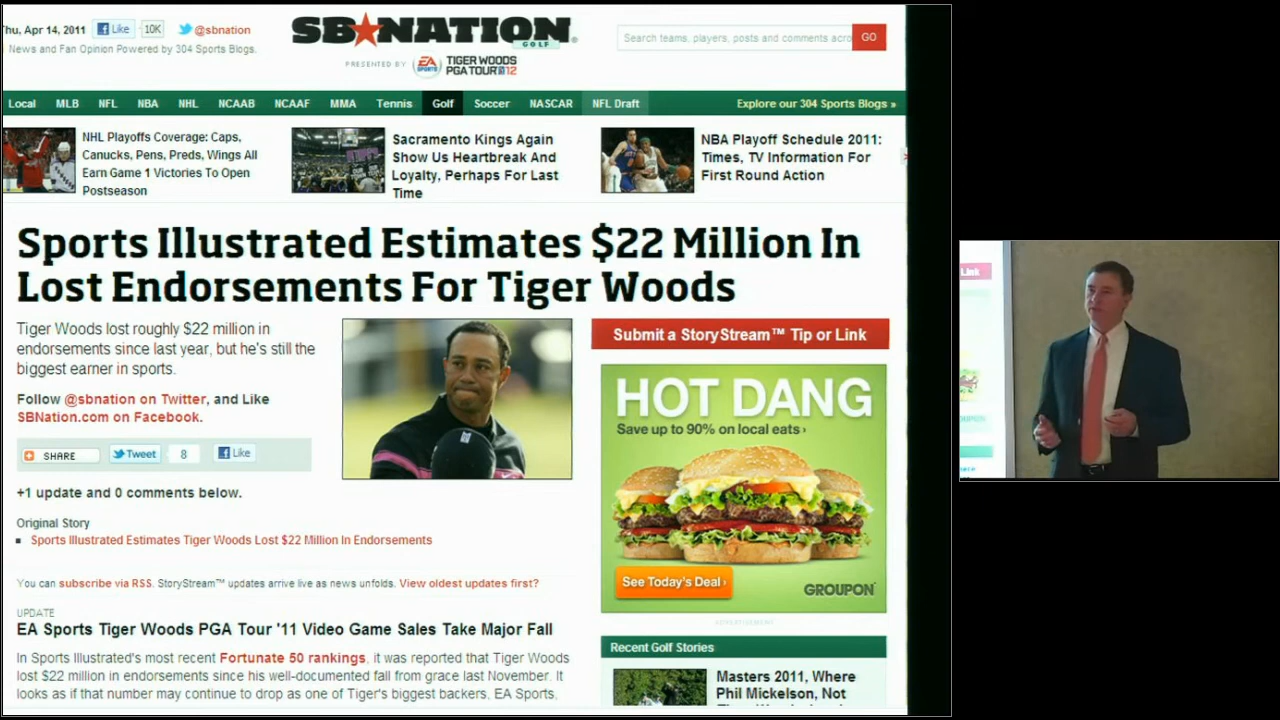 Thu, Apr 14, 2011 Like 10K @sbnation
News and Fan Opinion Powered by 304 Sports Blogs.
SB NATION
GOLF
PRESENTED BY EA SPORTS TIGER WOODS
PGA TOUR 12
Search teams, players, posts and comments acro
GO
Local MLB NFL NBA NHL NCAAB NCAAF MMA Tennis Golf Soccer NASCAR NFL Draft Explore our 304 Sports Blogs »
NHL Playoffs Coverage: Caps,
Canucks, Pens, Preds, Wings All
Earn Game 1 Victories To Open
Postseason
Sacramento Kings Again
Show Us Heartbreak And
Loyalty, Perhaps For Last
Time
NBA Playoff Schedule 2011:
Times, TV Information For
First Round Action
Sports Illustrated Estimates $22 Million In
Lost Endorsements For Tiger Woods
Tiger Woods lost roughly $22 million in
endorsements since last year, but he's still the
biggest earner in sports.
Follow @sbnation on Twitter, and Like
SBNation.com on Facebook.
SHARE Tweet 8 Like
+1 update and 0 comments below.
Original Story
Sports Illustrated Estimates Tiger Woods Lost $22 Million In Endorsements
You can subscribe via RSS. StoryStream™ updates arrive live as news unfolds. View oldest updates first?
UPDATE
EA Sports Tiger Woods PGA Tour '11 Video Game Sales Take Major Fall
In Sports Illustrated's most recent Fortunate 50 rankings, it was reported that Tiger Woods
lost $22 million in endorsements since his well-documented fall from grace last November. It
looks as if that number may continue to drop as one of Tiger's biggest backers, EA Sports,
Submit a StoryStream™ Tip or Link
HOT DANG
Save up to 90% on local eats ›
See Today's Deal ›
GROUPON
ADVERTISEMENT
Recent Golf Stories
Masters 2011, Where
Phil Mickelson, Not
Link